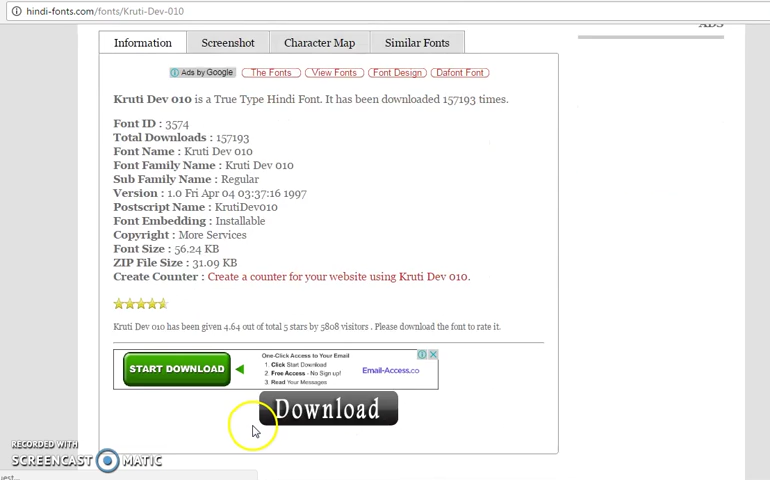 hindi-fonts.com/fonts/Kruti-Dev-010
ADS
Information Screenshot Character Map Similar Fonts
Ads by Google The Fonts View Fonts Font Design Dafont Font
Kruti Dev 010 is a True Type Hindi Font. It has been downloaded 157193 times.
Font ID : 3574
Total Downloads : 157193
Font Name : Kruti Dev 010
Font Family Name : Kruti Dev 010
Sub Family Name : Regular
Version : 1.0 Fri Apr 04 03:37:16 1997
Postscript Name : KrutiDev010
Font Embedding : Installable
Copyright : More Services
Font Size : 56.24 KB
ZIP File Size : 31.09 KB
Create Counter : Create a counter for your website using Kruti Dev 010.
Kruti Dev 010 has been given 4.64 out of total 5 stars by 5808 visitors . Please download the font to rate it.
START DOWNLOAD
One-Click Access to Your Email
1. Click Start Download
2. Free Access - No Sign up!
3. Read Your Messages
Email-Access.co
Download
RECORDED WITH
SCREENCAST MATIC
uest...